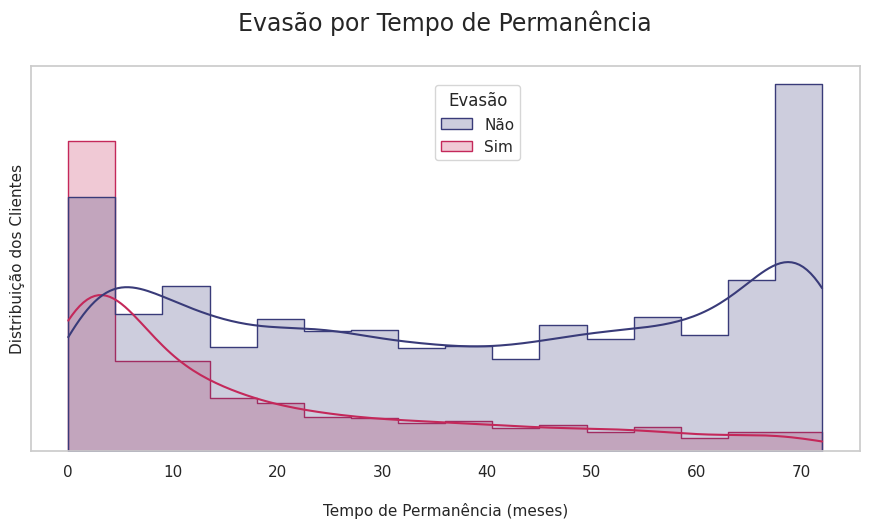 Evasão por Tempo de Permanência
Evasão
Não
Sim
Distribuição dos Clientes
0 10 20 30 40 50 60 70
Tempo de Permanência (meses)